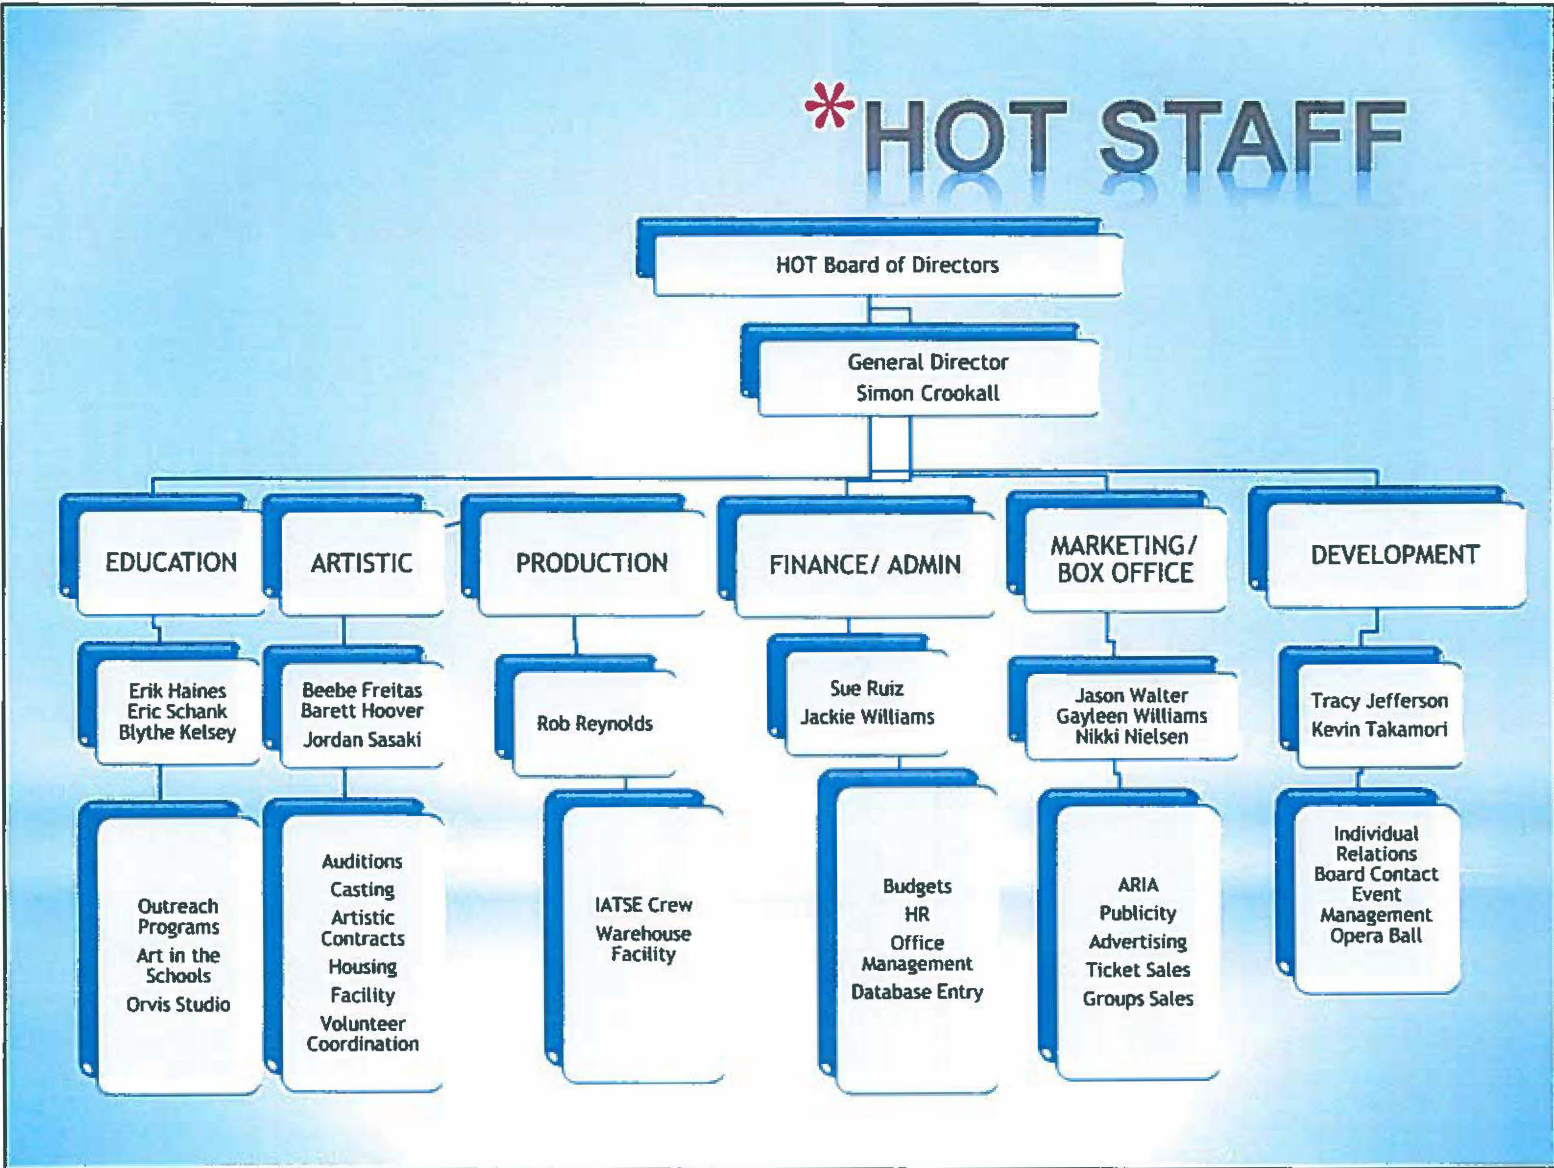 *HOT STAFF
HOT Board of Directors
General Director
Simon Crookall
EDUCATION
Erik Haines
Eric Schank
Blythe Kelsey
Outreach
Programs
Art in the
Schools
Orvis Studio
ARTISTIC
Beebe Freitas
Barett Hoover
Jordan Sasaki
Auditions
Casting
Artistic
Contracts
Housing
Facility
Volunteer
Coordination
PRODUCTION
Rob Reynolds
IATSE Crew
Warehouse
Facility
FINANCE/ ADMIN
Sue Ruiz
Jackie Williams
Budgets
HR
Office
Management
Database Entry
MARKETING/
BOX OFFICE
Jason Walter
Gayleen Williams
Nikki Nielsen
ARIA
Publicity
Advertising
Ticket Sales
Groups Sales
DEVELOPMENT
Tracy Jefferson
Kevin Takamori
Individual
Relations
Board Contact
Event
Management
Opera Ball